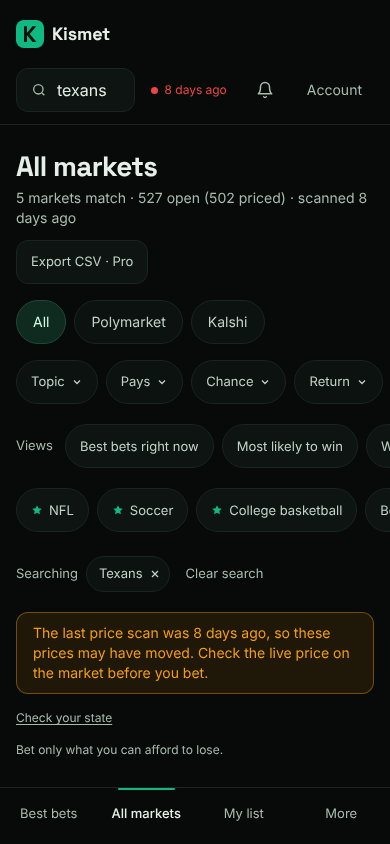 Kismet
texans
8 days ago
Account
All markets
5 markets match · 527 open (502 priced) · scanned 8
days ago
Export CSV · Pro
All
Polymarket
Kalshi
Topic
Pays
Chance
Return
Views
Best bets right now
Most likely to win
NFL
Soccer
College basketball
Searching
Texans ×
Clear search
The last price scan was 8 days ago, so these
prices may have moved. Check the live price on
the market before you bet.
Check your state
Bet only what you can afford to lose.
Best bets
All markets
My list
More